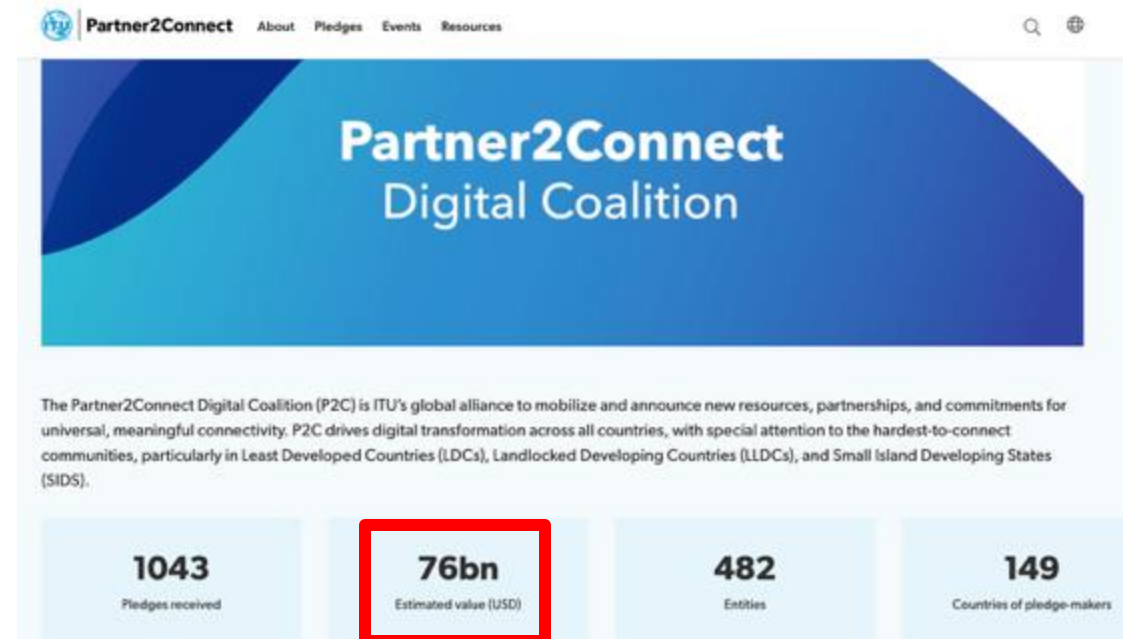 itu Partner2Connect About Pledges Events Resources
Partner2Connect
Digital Coalition
The Partner2Connect Digital Coalition (P2C) is ITU's global alliance to mobilize and announce new resources, partnerships, and commitments for
universal, meaningful connectivity. P2C drives digital transformation across all countries, with special attention to the hardest-to-connect
communities, particularly in Least Developed Countries (LDCs), Landlocked Developing Countries (LLDCs), and Small Island Developing States
(SIDS).
1043 76bn 482 149
Pledges received Estimated value (USD) Entities Countries of pledge-makers